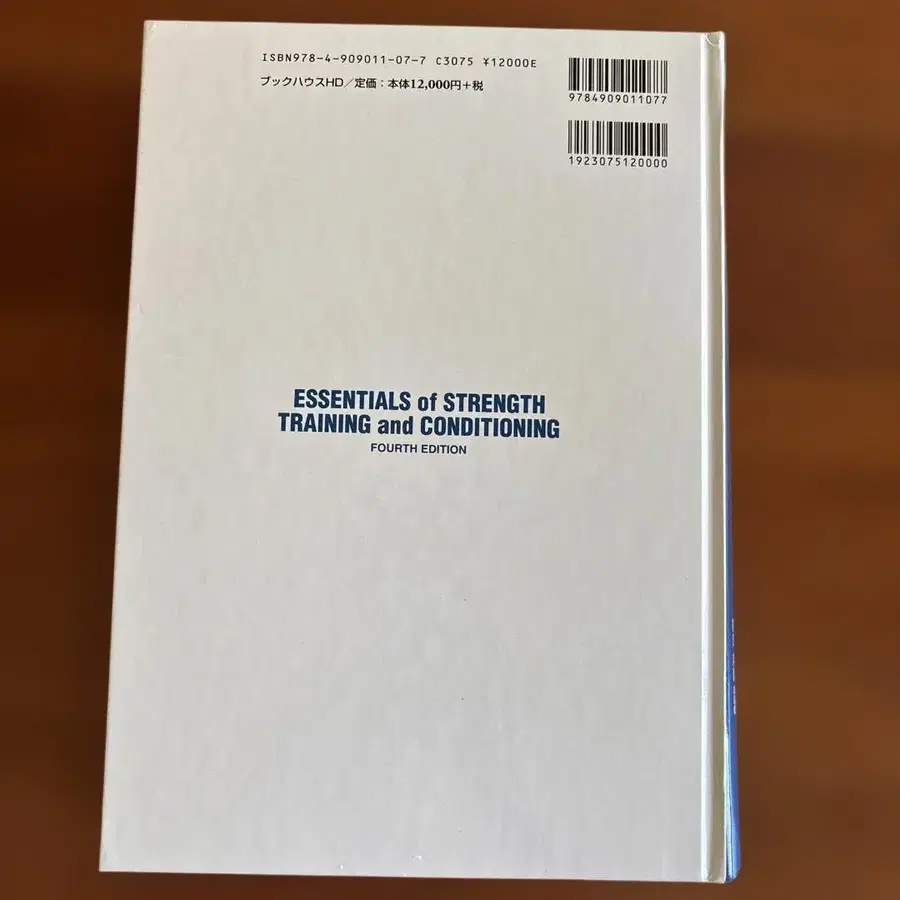 ISBN978-4-909011-07-7 C3075 ¥12000E
ブックハウスHD／定価：本体12,000円+税
9784909011077
1923075120000
ESSENTIALS of STRENGTH
TRAINING and CONDITIONING
FOURTH EDITION